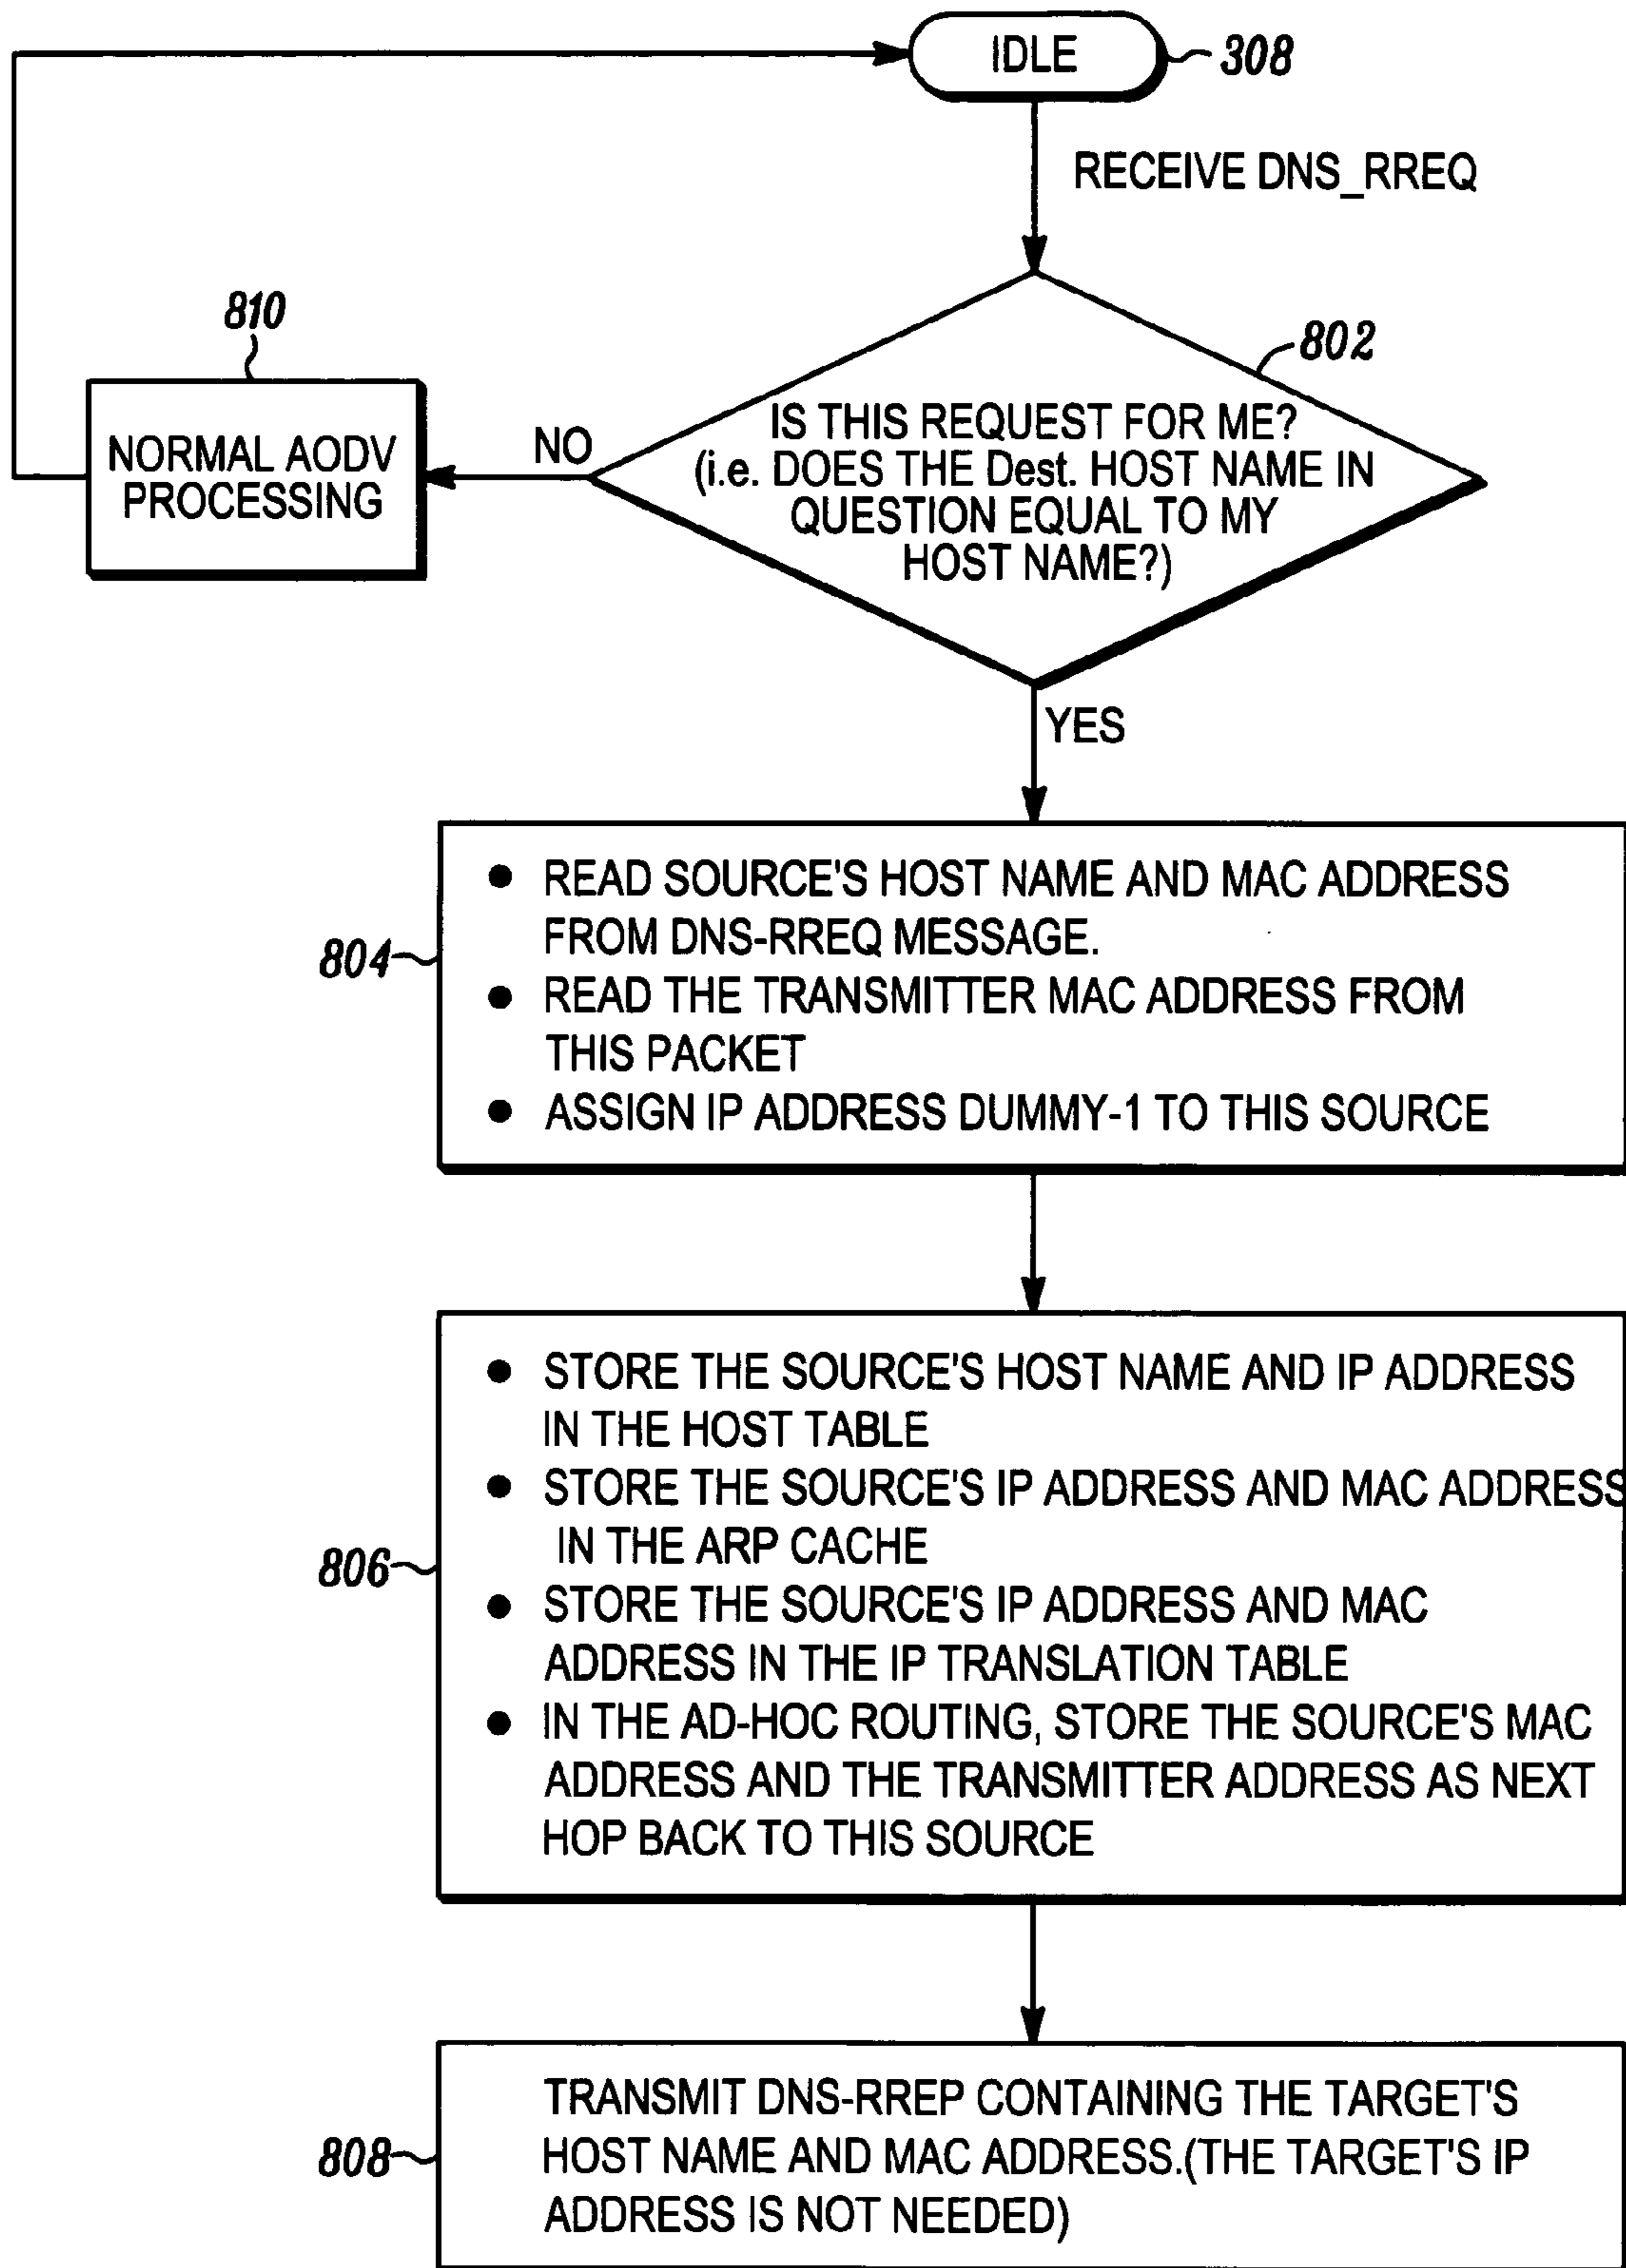 IDLE
308
RECEIVE DNS_RREQ
810
802
NORMAL AODV
PROCESSING
NO
IS THIS REQUEST FOR ME?
(i.e. DOES THE Dest. HOST NAME IN
QUESTION EQUAL TO MY
HOST NAME?)
YES
804
● READ SOURCE'S HOST NAME AND MAC ADDRESS
FROM DNS-RREQ MESSAGE.
● READ THE TRANSMITTER MAC ADDRESS FROM
THIS PACKET
● ASSIGN IP ADDRESS DUMMY-1 TO THIS SOURCE
806
● STORE THE SOURCE'S HOST NAME AND IP ADDRESS
IN THE HOST TABLE
● STORE THE SOURCE'S IP ADDRESS AND MAC ADDRESS
IN THE ARP CACHE
● STORE THE SOURCE'S IP ADDRESS AND MAC
ADDRESS IN THE IP TRANSLATION TABLE
● IN THE AD-HOC ROUTING, STORE THE SOURCE'S MAC
ADDRESS AND THE TRANSMITTER ADDRESS AS NEXT
HOP BACK TO THIS SOURCE
808
TRANSMIT DNS-RREP CONTAINING THE TARGET'S
HOST NAME AND MAC ADDRESS.(THE TARGET'S IP
ADDRESS IS NOT NEEDED)